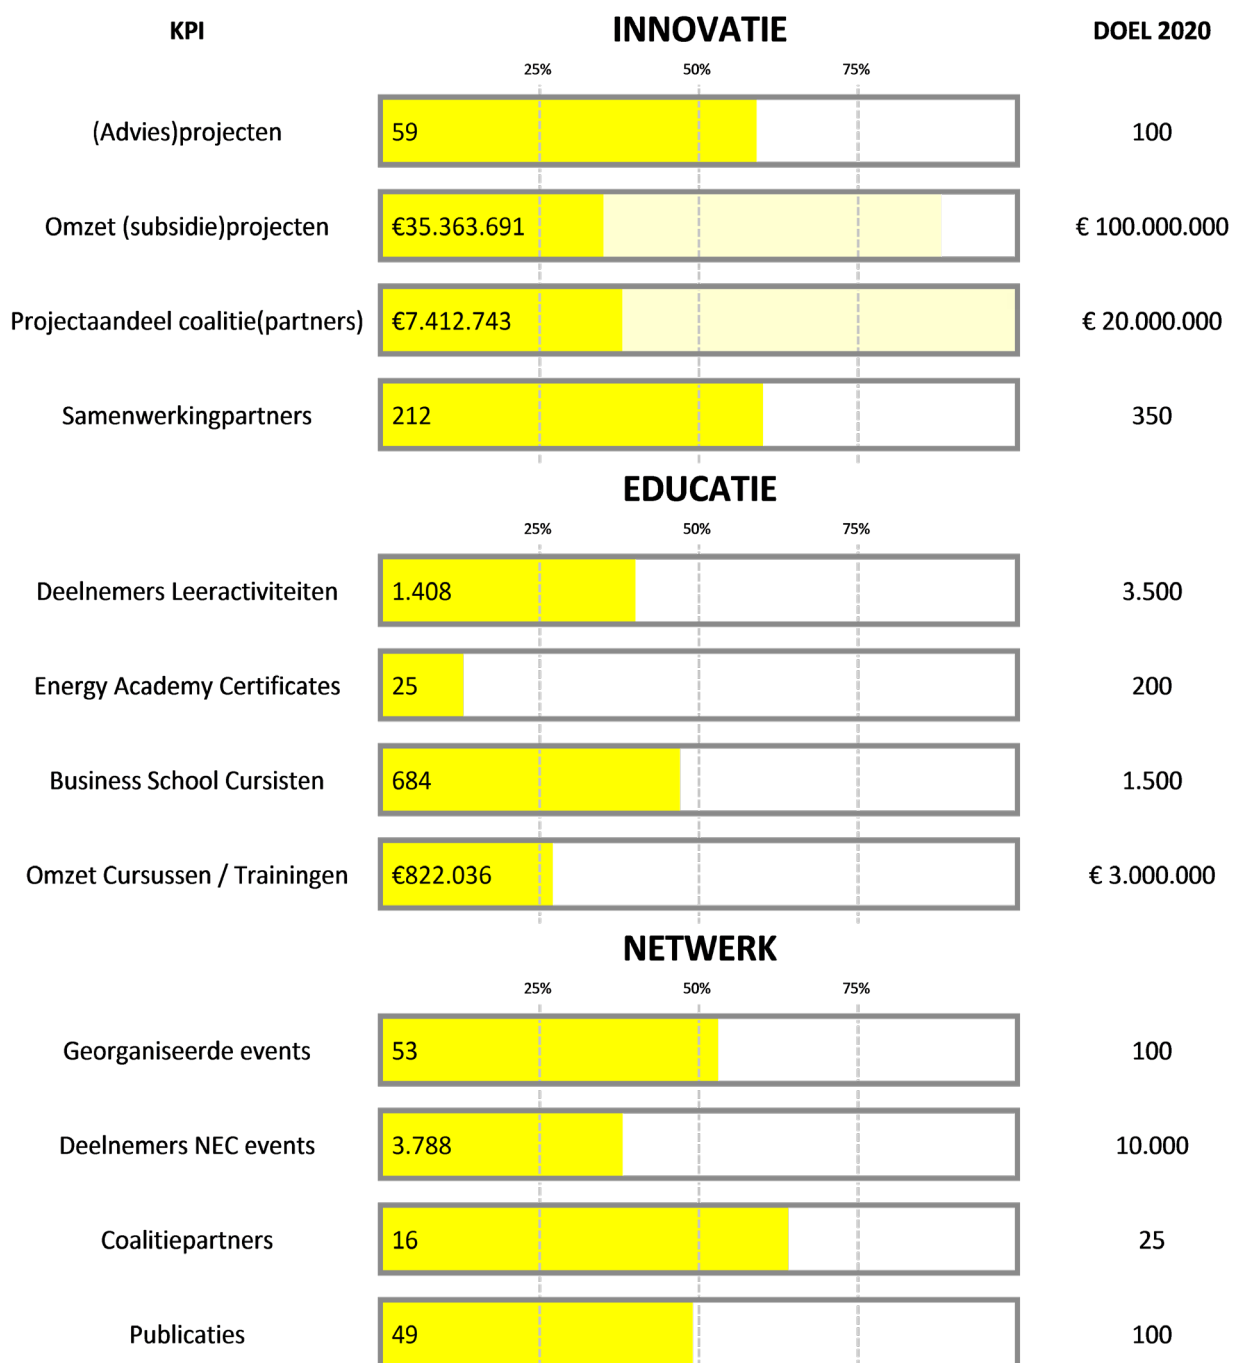 KPI INNOVATIE DOEL 2020
25% 50% 75%
(Advies)projecten 59 100
Omzet (subsidie)projecten €35.363.691 € 100.000.000
Projectaandeel coalitie(partners) €7.412.743 € 20.000.000
Samenwerkingpartners 212 350
EDUCATIE
25% 50% 75%
Deelnemers Leeractiviteiten 1.408 3.500
Energy Academy Certificates 25 200
Business School Cursisten 684 1.500
Omzet Cursussen / Trainingen €822.036 € 3.000.000
NETWERK
25% 50% 75%
Georganiseerde events 53 100
Deelnemers NEC events 3.788 10.000
Coalitiepartners 16 25
Publicaties 49 100